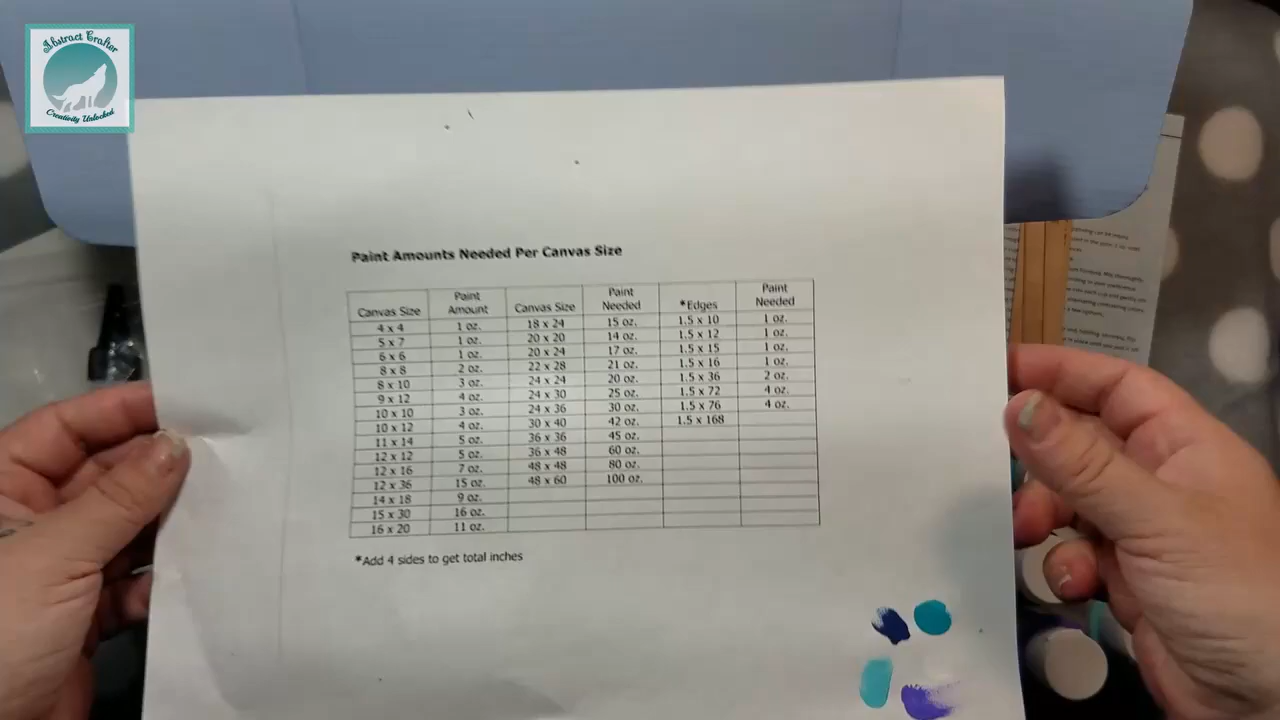 Abstract Crafter
Creativity Unlocked
Paint Amounts Needed Per Canvas Size
Canvas Size Paint Amount Canvas Size Paint Needed *Edges Paint Needed
4 x 4 1 oz. 18 x 24 15 oz. 1.5 x 10 1 oz.
5 x 7 1 oz. 20 x 20 14 oz. 1.5 x 12 1 oz.
6 x 6 1 oz. 20 x 24 17 oz. 1.5 x 15 1 oz.
8 x 8 2 oz. 22 x 28 21 oz. 1.5 x 16 1 oz.
8 x 10 3 oz. 24 x 24 20 oz. 1.5 x 36 2 oz.
9 x 12 4 oz. 24 x 30 25 oz. 1.5 x 72 4 oz.
10 x 10 3 oz. 24 x 36 30 oz. 1.5 x 76 4 oz.
10 x 12 4 oz. 30 x 40 42 oz. 1.5 x 168
11 x 14 5 oz. 36 x 36 45 oz.
12 x 12 5 oz. 36 x 48 60 oz.
12 x 16 7 oz. 48 x 48 80 oz.
12 x 36 15 oz. 48 x 60 100 oz.
14 x 18 9 oz.
15 x 30 16 oz.
16 x 20 11 oz.
*Add 4 sides to get total inches